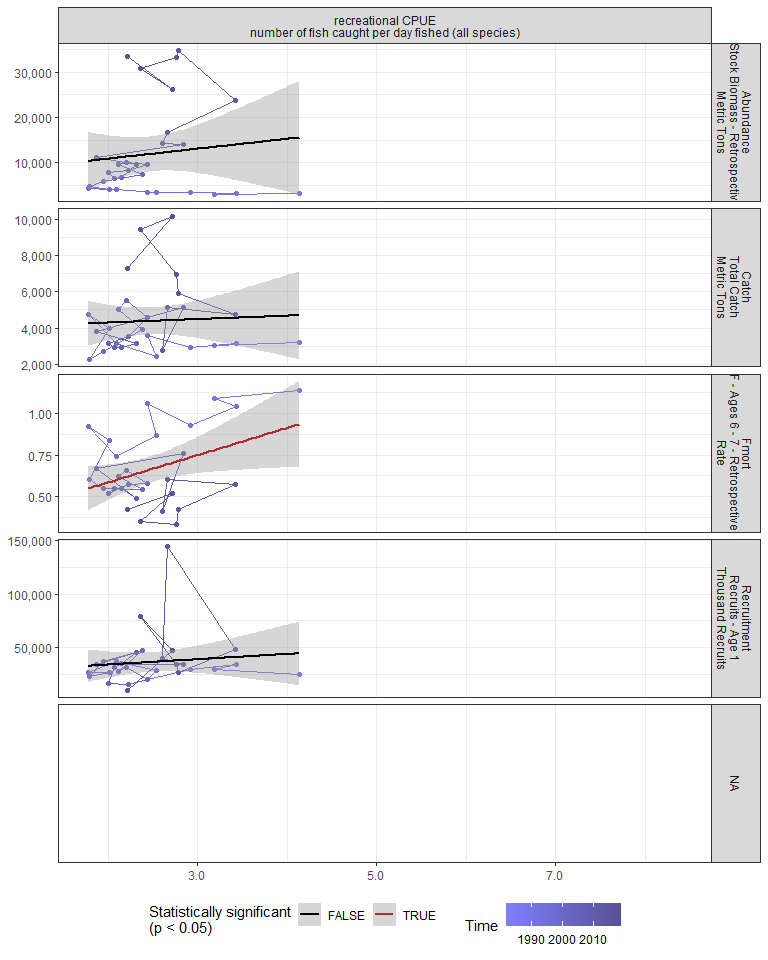 recreational CPUE
number of fish caught per day fished (all species)
30,000
20,000
10,000
Abundance
Stock Biomass - Retrospectiv
Metric Tons
10,000
8,000
6,000
4,000
2,000
Catch
Total Catch
Metric Tons
1.00
0.75
0.50
Fmort
F - Ages 6 - 7 - Retrospective
Rate
150,000
100,000
50,000
Recruitment
Recruits - Age 1
Thousand Recruits
NA
3.0 5.0 7.0
Statistically significant
(p < 0.05)
FALSE TRUE
Time
1990 2000 2010